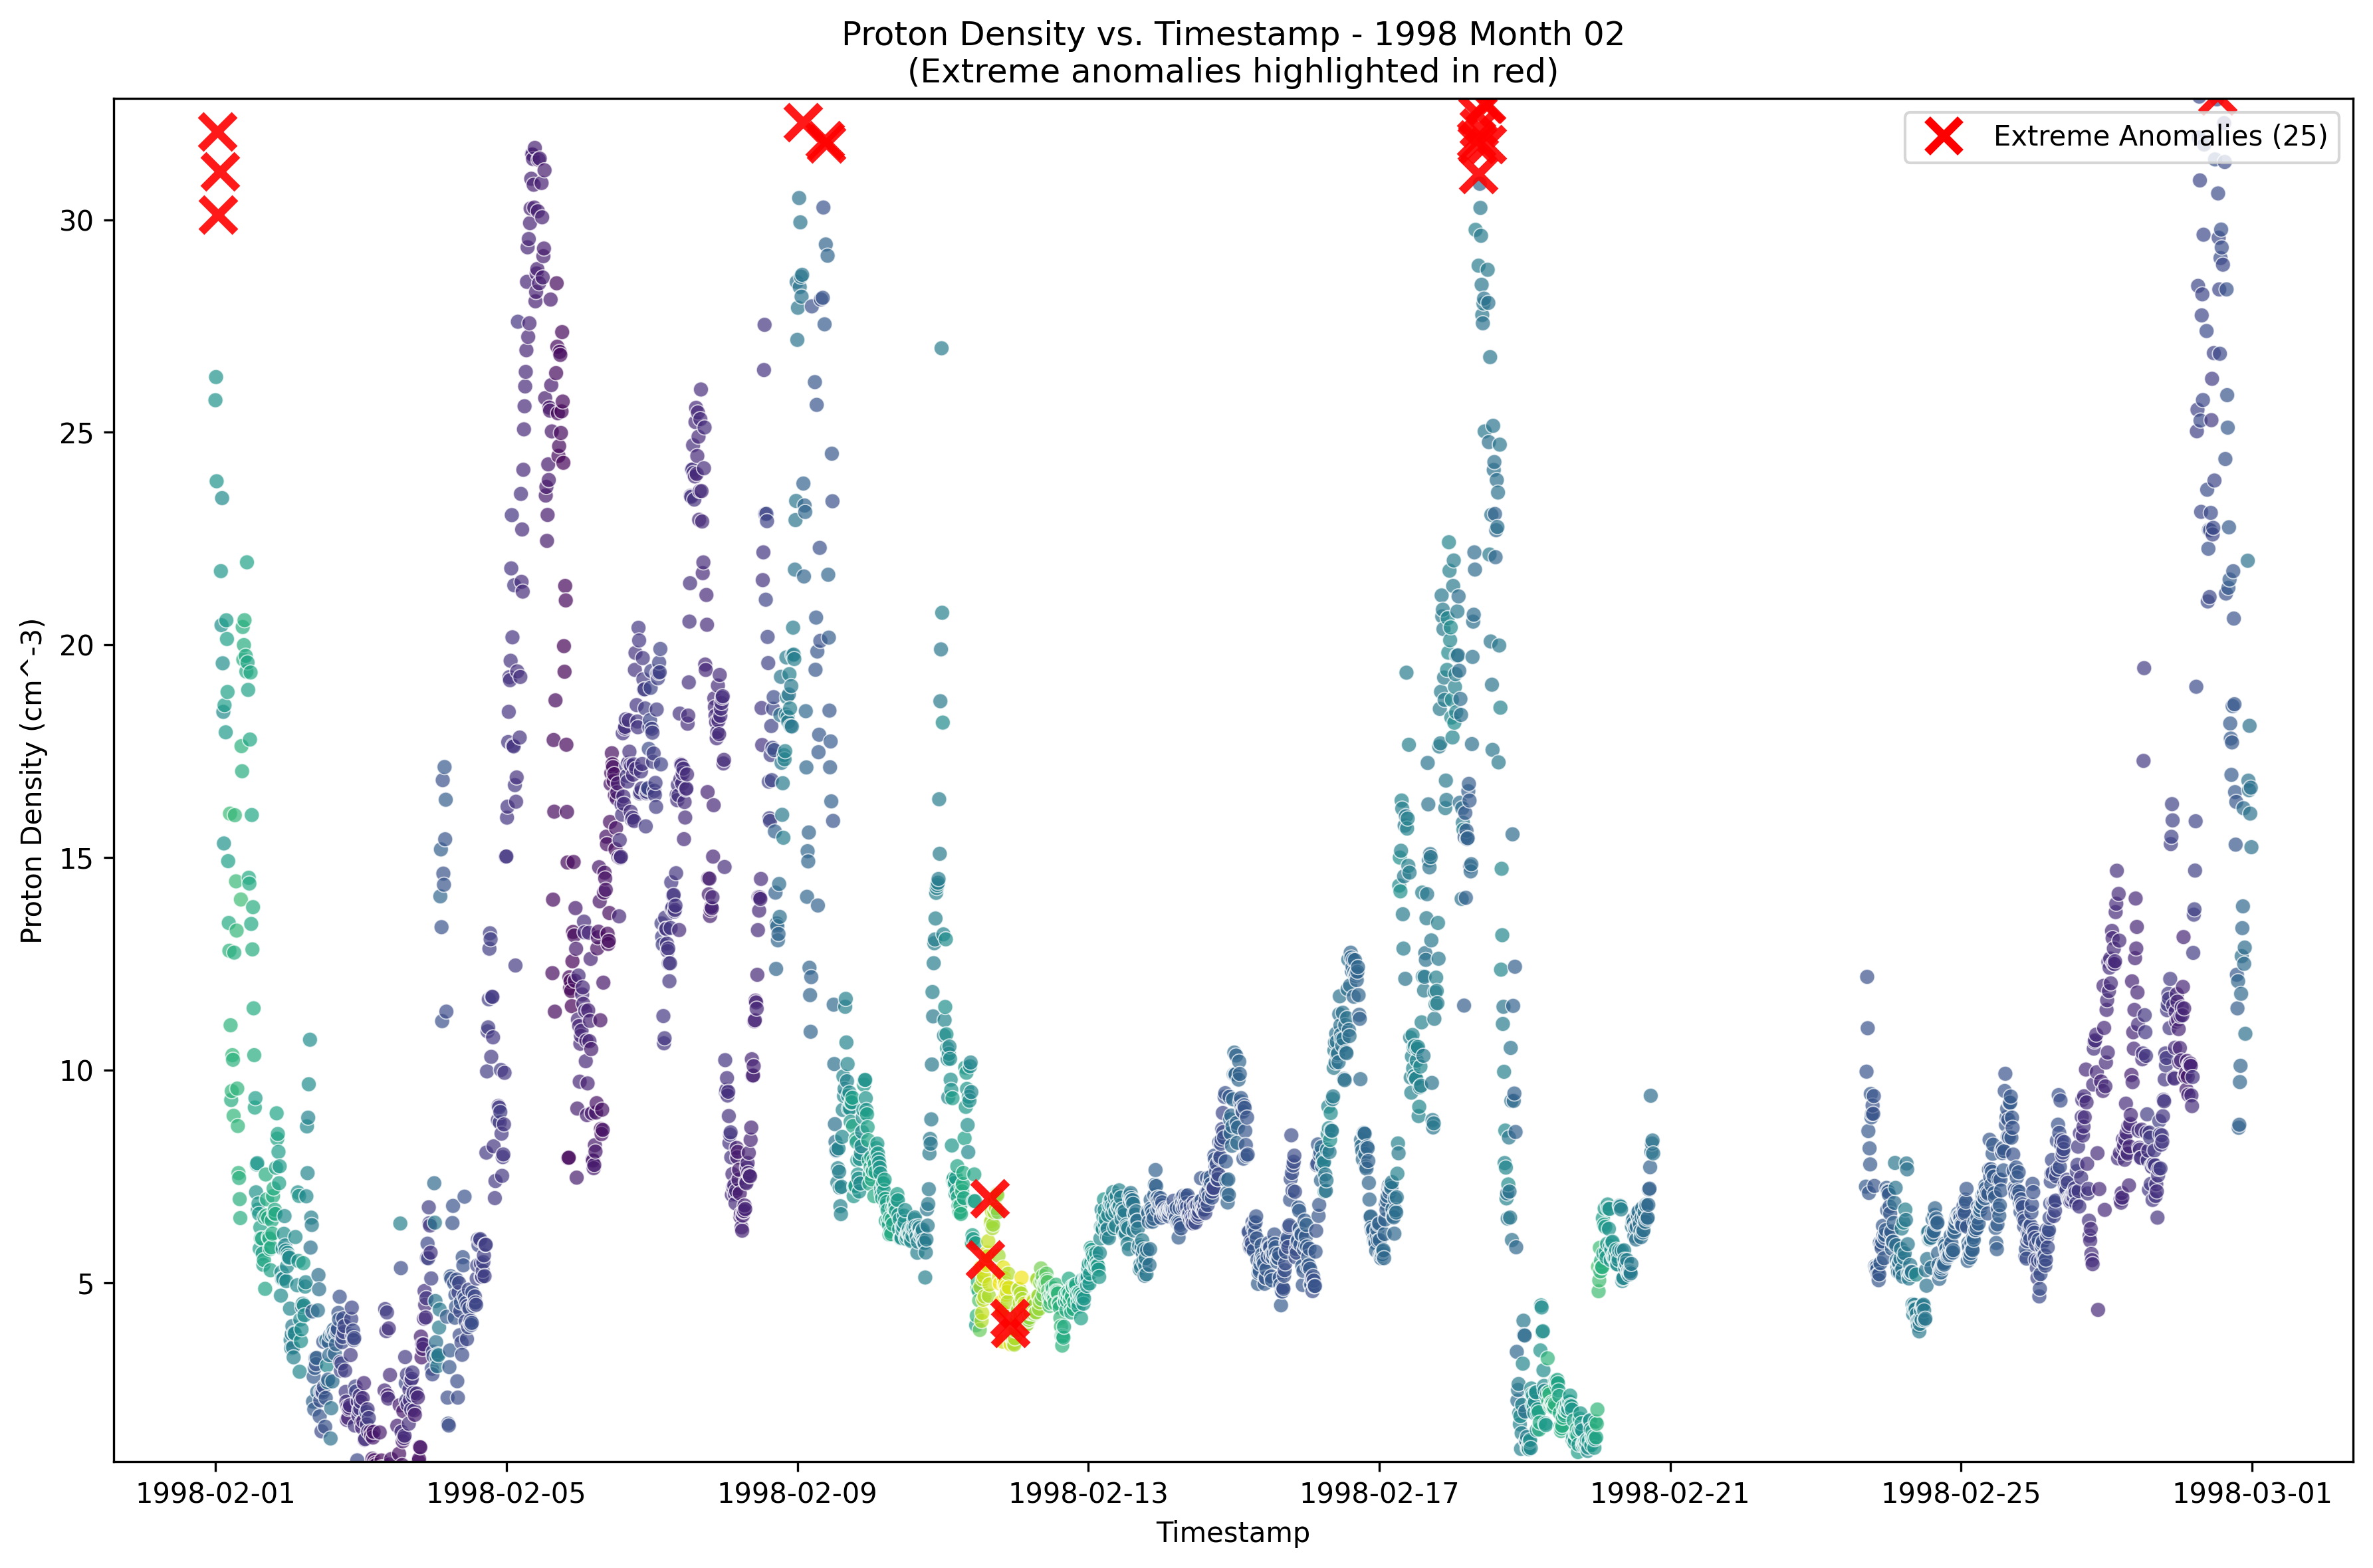 Proton Density vs. Timestamp - 1998 Month 02
(Extreme anomalies highlighted in red)
Extreme Anomalies (25)
Proton Density (cm^-3)
30
25
20
15
10
5
1998-02-01
1998-02-05
1998-02-09
1998-02-13
1998-02-17
1998-02-21
1998-02-25
1998-03-01
Timestamp